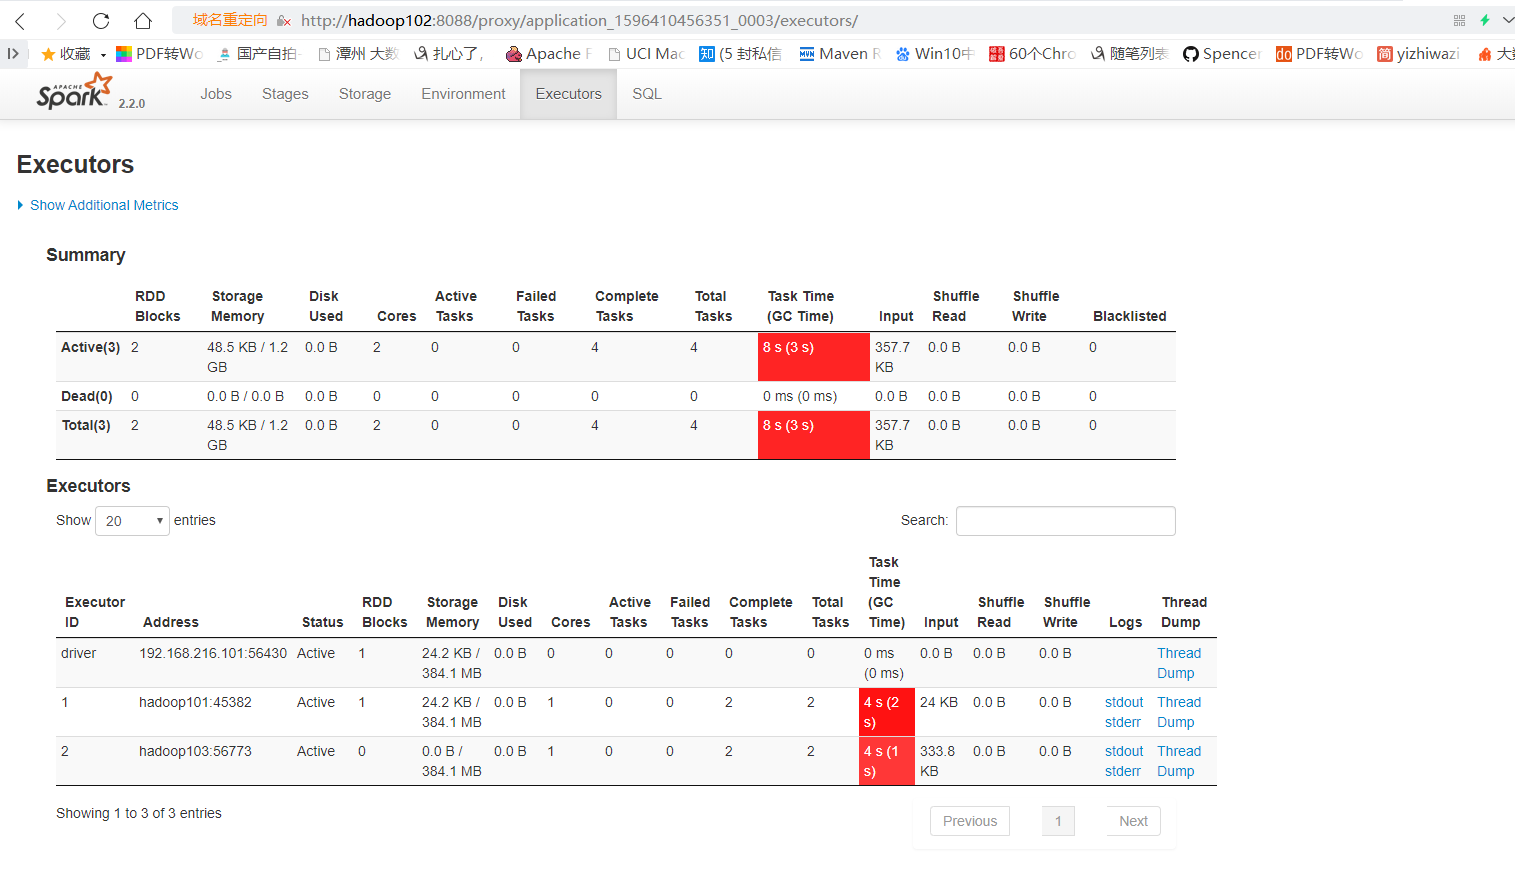 域名重定向 http://hadoop102:8088/proxy/application_1596410456351_0003/executors/
收藏 PDF转Wo 国产自拍- 潭州 大数 扎心了, Apache F UCI Mac 知 (5 封私信 Maven R Win10中 60个Chro 随笔列表 Spencer do PDF转Wo 简 yizhiwazi 大数
APACHE Spark 2.2.0 Jobs Stages Storage Environment Executors SQL
Executors
Show Additional Metrics
Summary
RDD Blocks Storage Memory Disk Used Cores Active Tasks Failed Tasks Complete Tasks Total Tasks Task Time (GC Time) Input Shuffle Read Shuffle Write Blacklisted
Active(3) 2 48.5 KB / 1.2 GB 0.0 B 2 0 0 4 4 8 s (3 s) 357.7 KB 0.0 B 0.0 B 0
Dead(0) 0 0.0 B / 0.0 B 0.0 B 0 0 0 0 0 0 ms (0 ms) 0.0 B 0.0 B 0.0 B 0
Total(3) 2 48.5 KB / 1.2 GB 0.0 B 2 0 0 4 4 8 s (3 s) 357.7 KB 0.0 B 0.0 B 0
Executors
Show 20 entries Search:
Executor ID Address Status RDD Blocks Storage Memory Disk Used Cores Active Tasks Failed Tasks Complete Tasks Total Tasks Task Time (GC Time) Input Shuffle Read Shuffle Write Logs Thread Dump
driver 192.168.216.101:56430 Active 1 24.2 KB / 384.1 MB 0.0 B 0 0 0 0 0 0 ms (0 ms) 0.0 B 0.0 B 0.0 B Thread Dump
1 hadoop101:45382 Active 1 24.2 KB / 384.1 MB 0.0 B 1 0 0 2 2 4 s (2 s) 24 KB 0.0 B 0.0 B stdout stderr Thread Dump
2 hadoop103:56773 Active 0 0.0 B / 384.1 MB 0.0 B 1 0 0 2 2 4 s (1 s) 333.8 KB 0.0 B 0.0 B stdout stderr Thread Dump
Showing 1 to 3 of 3 entries
Previous 1 Next